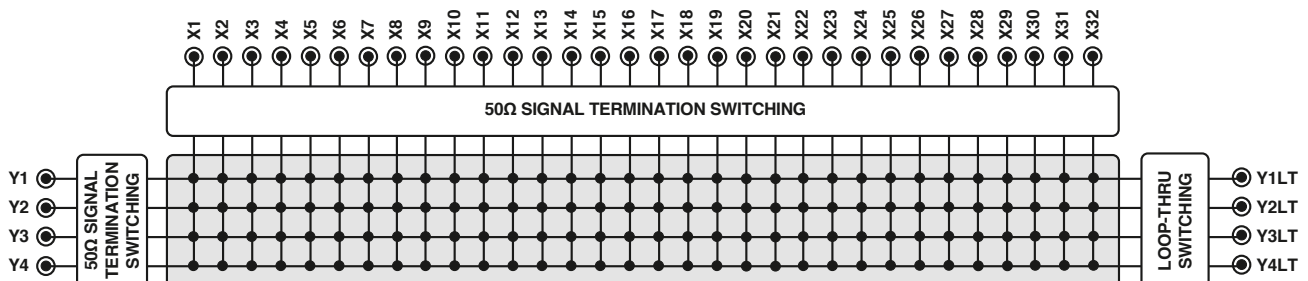 X1 X2 X3 X4 X5 X6 X7 X8 X9 X10 X11 X12 X13 X14 X15 X16 X17 X18 X19 X20 X21 X22 X23 X24 X25 X26 X27 X28 X29 X30 X31 X32
50Ω SIGNAL TERMINATION SWITCHING
Y1
Y2
Y3
Y4
50Ω SIGNAL
TERMINATION
SWITCHING
LOOP-THRU
SWITCHING
Y1LT
Y2LT
Y3LT
Y4LT